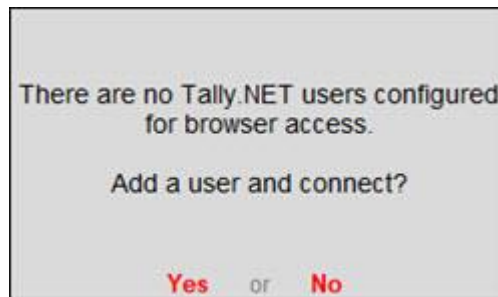 There are no Tally.NET users configured
for browser access.
Add a user and connect?
Yes or No